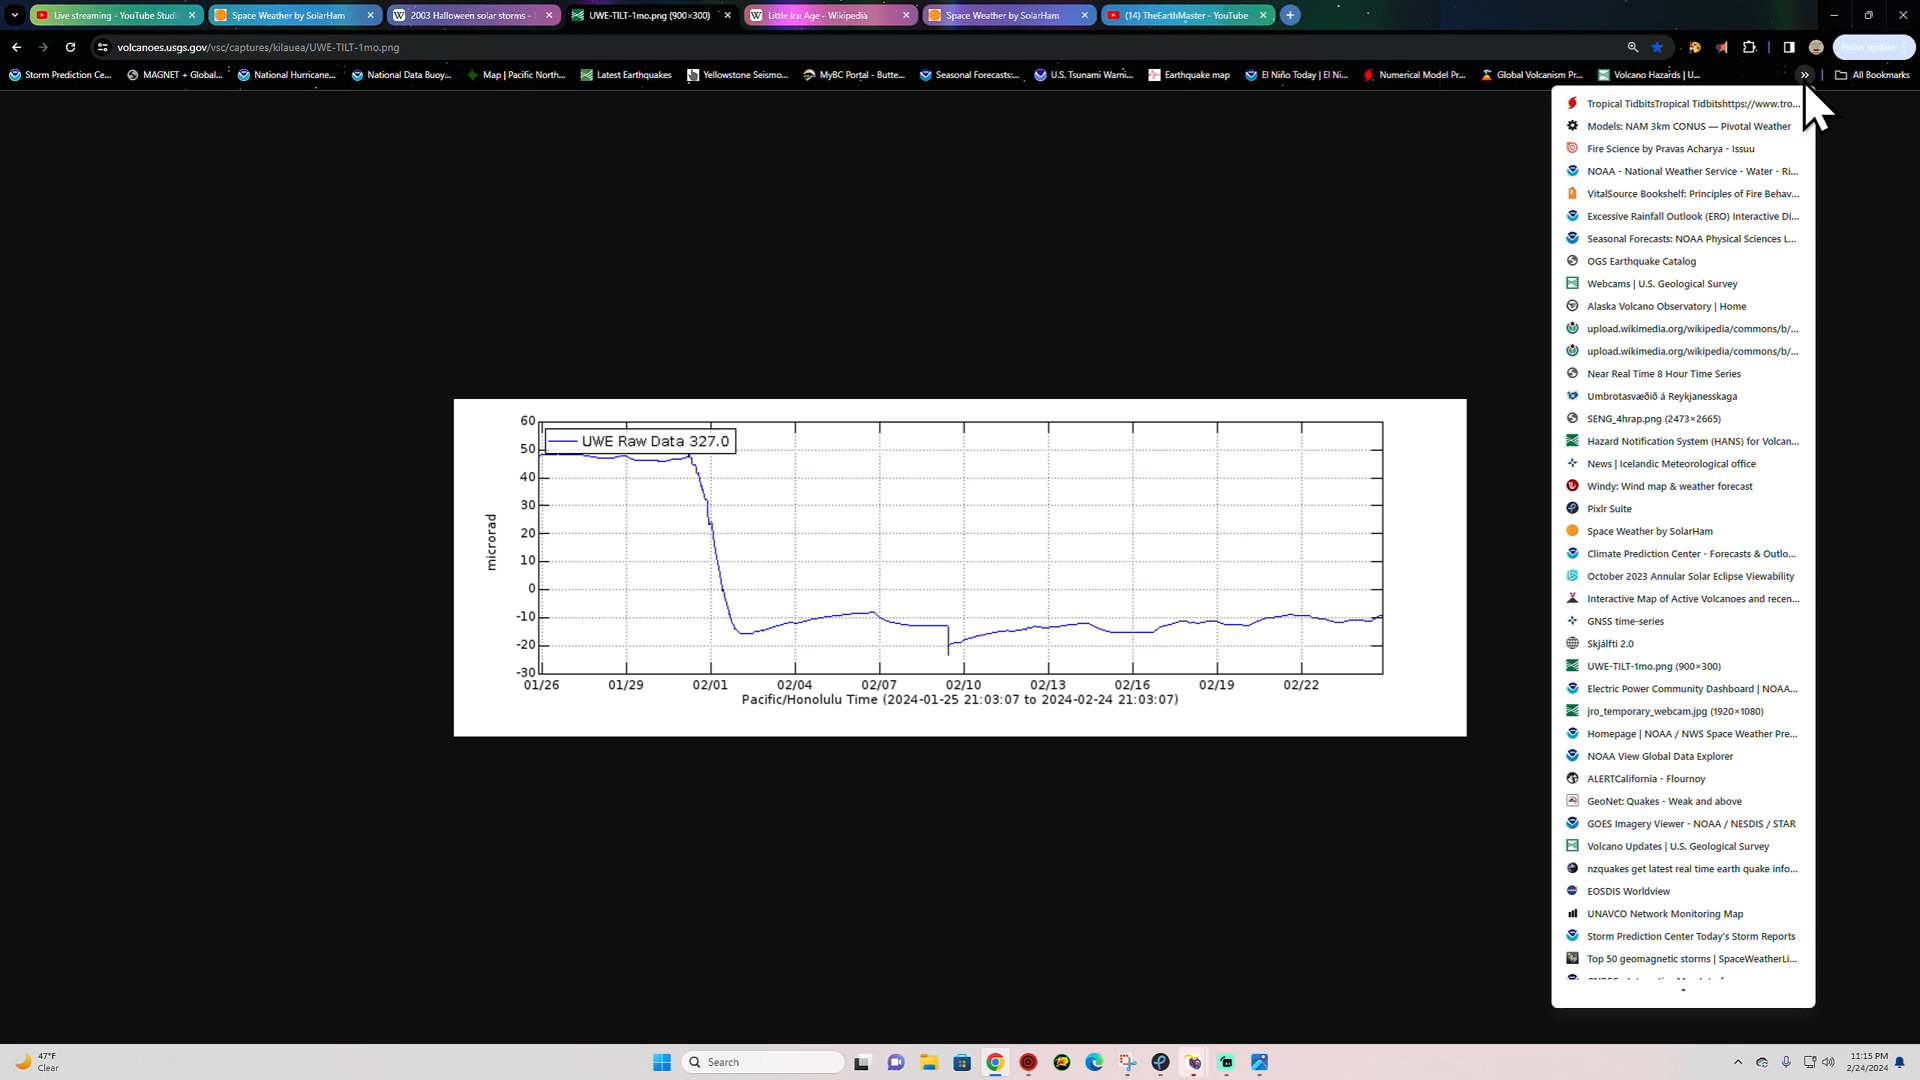 Live streaming - YouTube Studi
Space Weather by SolarHam
2003 Halloween solar storms -
UWE-TILT-1mo.png (900×300)
Little Ice Age - Wikipedia
Space Weather by SolarHam
(14) TheEarthMaster - YouTube
volcanoes.usgs.gov/vsc/captures/kilauea/UWE-TILT-1mo.png
Finish update
Storm Prediction Ce...
MAGNET + Global...
National Hurricane...
National Data Buoy...
Map | Pacific North...
Latest Earthquakes
Yellowstone Seismo...
MyBC Portal - Butte...
Seasonal Forecasts:...
U.S. Tsunami Warni...
Earthquake map
El Niño Today | El Ni...
Numerical Model Pr...
Global Volcanism Pr...
Volcano Hazards | U...
All Bookmarks
Tropical TidbitsTropical Tidbitshttps://www.tro...
Models: NAM 3km CONUS — Pivotal Weather
Fire Science by Pravas Acharya - Issuu
NOAA - National Weather Service - Water - Ri...
VitalSource Bookshelf: Principles of Fire Behav...
Excessive Rainfall Outlook (ERO) Interactive Di...
Seasonal Forecasts: NOAA Physical Sciences L...
OGS Earthquake Catalog
Webcams | U.S. Geological Survey
Alaska Volcano Observatory | Home
upload.wikimedia.org/wikipedia/commons/b/...
upload.wikimedia.org/wikipedia/commons/b/...
Near Real Time 8 Hour Time Series
Umbrotasvæðið á Reykjanesskaga
SENG_4hrap.png (2473×2665)
Hazard Notification System (HANS) for Volcan...
News | Icelandic Meteorological office
Windy: Wind map & weather forecast
Pixlr Suite
Space Weather by SolarHam
Climate Prediction Center - Forecasts & Outlo...
October 2023 Annular Solar Eclipse Viewability
Interactive Map of Active Volcanoes and recen...
GNSS time-series
Skjálfti 2.0
UWE-TILT-1mo.png (900×300)
Electric Power Community Dashboard | NOAA...
jro_temporary_webcam.jpg (1920×1080)
Homepage | NOAA / NWS Space Weather Pre...
NOAA View Global Data Explorer
ALERTCalifornia - Flournoy
GeoNet: Quakes - Weak and above
GOES Imagery Viewer - NOAA / NESDIS / STAR
Volcano Updates | U.S. Geological Survey
nzquakes get latest real time earth quake info...
EOSDIS Worldview
UNAVCO Network Monitoring Map
Storm Prediction Center Today's Storm Reports
Top 50 geomagnetic storms | SpaceWeatherLi...
UWE Raw Data 327.0
60
50
40
30
20
10
0
-10
-20
-30
microrad
01/26 01/29 02/01 02/04 02/07 02/10 02/13 02/16 02/19 02/22
Pacific/Honolulu Time (2024-01-25 21:03:07 to 2024-02-24 21:03:07)
47°F
Clear
Search
11:15 PM
2/24/2024